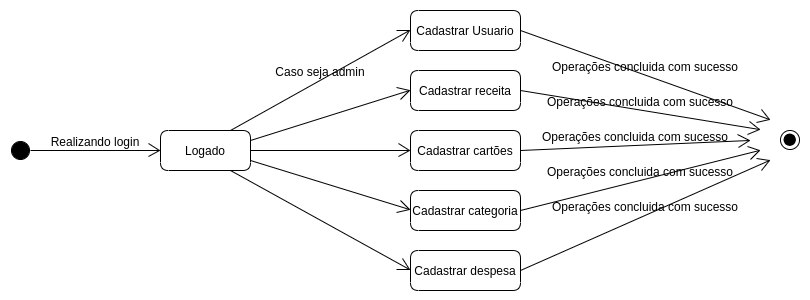 Cadastrar Usuario
Operações concluida com sucesso
Caso seja admin
Cadastrar receita
Operações concluida com sucesso
Realizando login
Logado
Cadastrar cartões
Operações concluida com sucesso
Operações concluida com sucesso
Cadastrar categoria
Operações concluida com sucesso
Cadastrar despesa